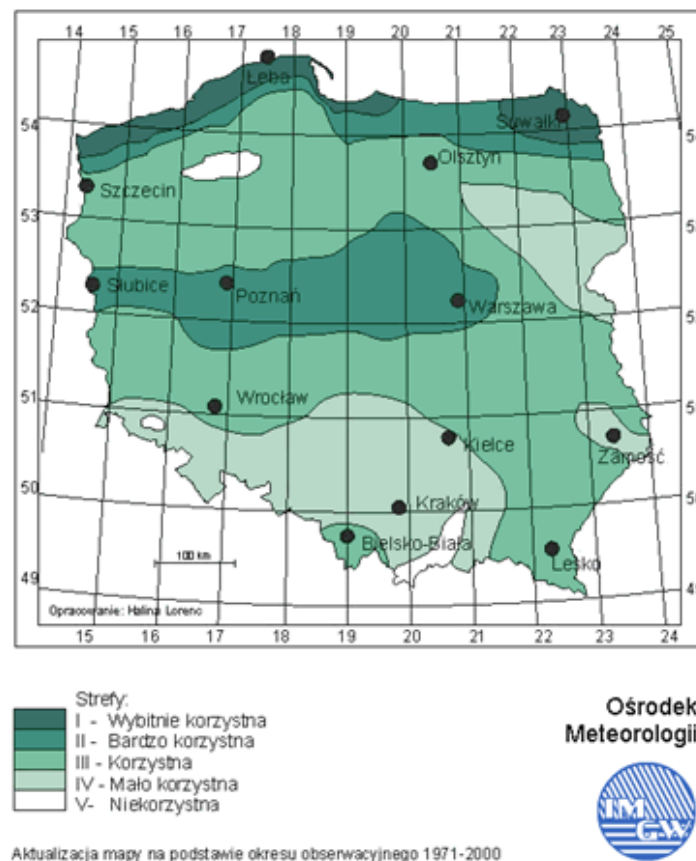 14 15 16 17 18 19 20 21 22 23 24 25
Łeba
Suwałki
54
Olsztyn
Szczecin
53
Słubice
Poznań
Warszawa
52
Wrocław
51
Kielce
Zamość
50
Kraków
Bielsko-Biała
Lesko
100 km
49
Opracowanie: Halina Lorenc
15 16 17 18 19 20 21 22 23 24
Strefy:
I - Wybitnie korzystna
II - Bardzo korzystna
III - Korzystna
IV - Mało korzystna
V- Niekorzystna
Ośrodek
Meteorologii
IM
GW
Aktualizacja mapy na podstawie okresu obserwacyjnego 1971-2000